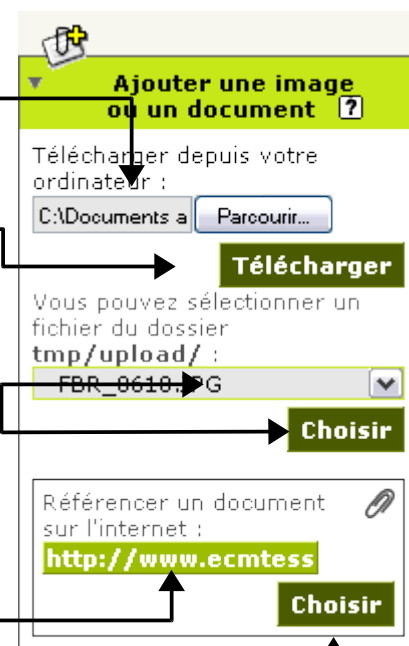 Ajouter une image
ou un document ?
Télécharger depuis votre
ordinateur :
C:\Documents a Parcourir...
Télécharger
Vous pouvez sélectionner un
fichier du dossier
tmp/upload/ :
FBR_0610.JPG
Choisir
Référencer un document
sur l'internet :
http://www.ecmtess
Choisir